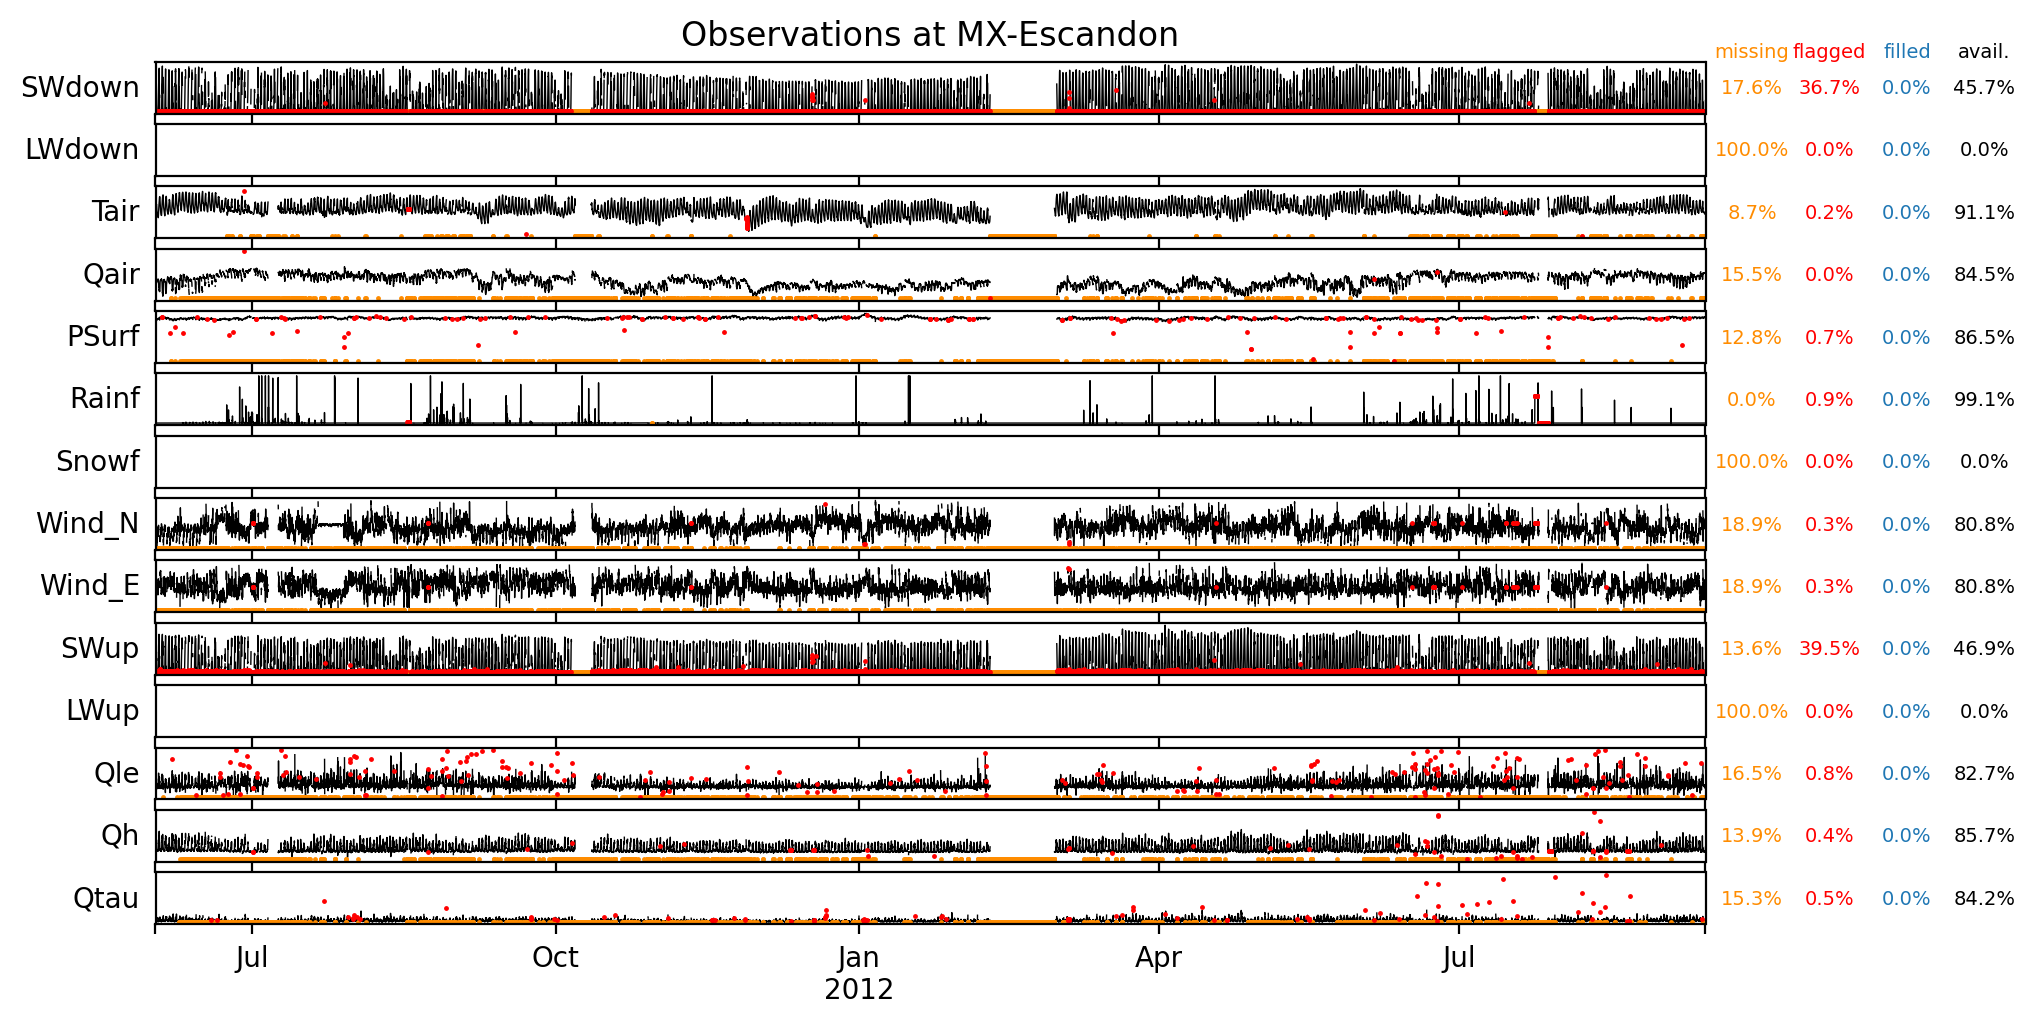 Observations at MX-Escandon
missing flagged filled avail.
SWdown 17.6% 36.7% 0.0% 45.7%
LWdown 100.0% 0.0% 0.0% 0.0%
Tair 8.7% 0.2% 0.0% 91.1%
Qair 15.5% 0.0% 0.0% 84.5%
PSurf 12.8% 0.7% 0.0% 86.5%
Rainf 0.0% 0.9% 0.0% 99.1%
Snowf 100.0% 0.0% 0.0% 0.0%
Wind_N 18.9% 0.3% 0.0% 80.8%
Wind_E 18.9% 0.3% 0.0% 80.8%
SWup 13.6% 39.5% 0.0% 46.9%
LWup 100.0% 0.0% 0.0% 0.0%
Qle 16.5% 0.8% 0.0% 82.7%
Qh 13.9% 0.4% 0.0% 85.7%
Qtau 15.3% 0.5% 0.0% 84.2%
Jul Oct Jan Apr Jul
2012